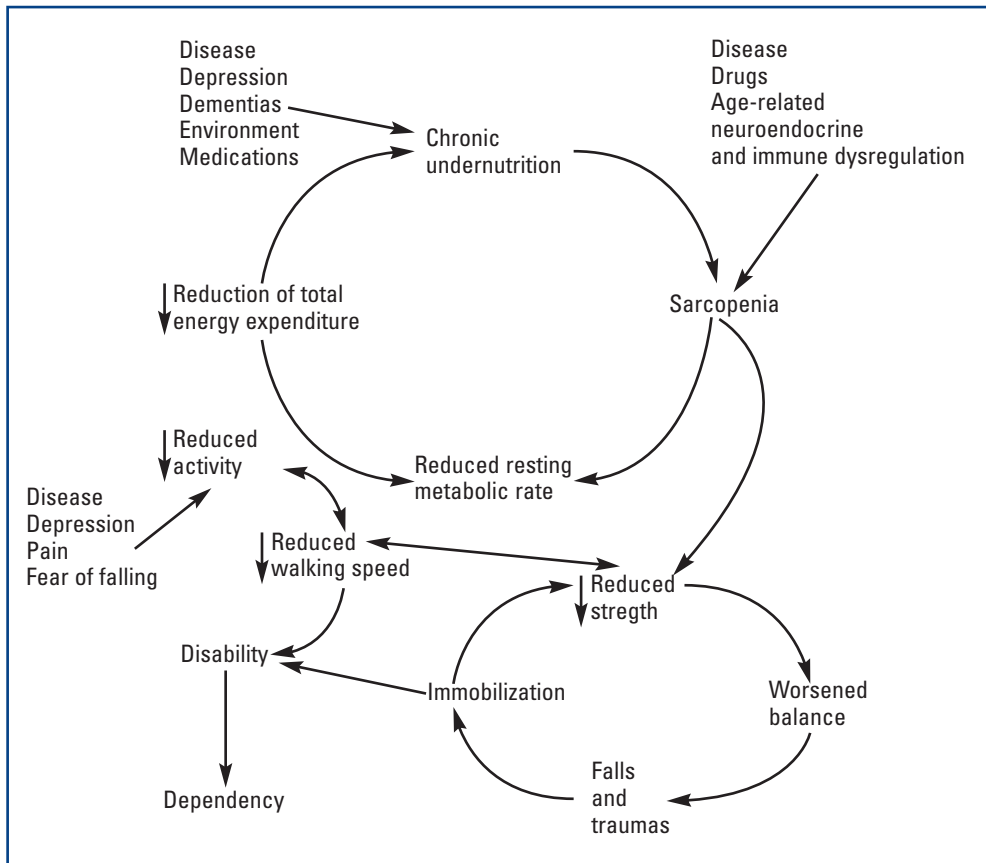 Disease
Depression
Dementias
Environment
Medications
Disease
Drugs
Age-related
neuroendocrine
and immune dysregulation
Chronic
undernutrition
Reduction of total
energy expenditure
Sarcopenia
Reduced
activity
Reduced resting
metabolic rate
Disease
Depression
Pain
Fear of falling
Reduced
walking speed
Reduced
stregth
Disability
Immobilization
Worsened
balance
Dependency
Falls
and
traumas